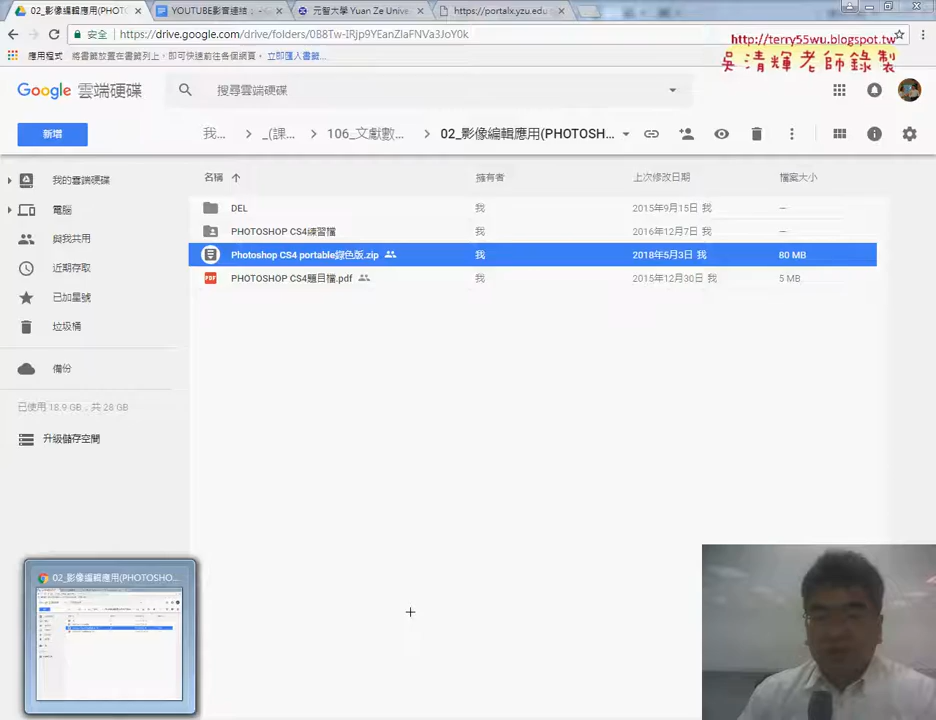 02_影像編輯應用(PHOTO
YOUTUBE影音連結； - G
元智大學 Yuan Ze Unive
https://portalx.yzu.edu
安全
https://drive.google.com/drive/folders/0B8Tw-IRjp9YEanZlaFNVa3JoY0k
應用程式
將書籤放置在書籤列上，即可快速前往各個網頁。
立即匯入書籤...
http://terry55wu.blogspot.tw
吳清輝老師錄製
Google 雲端硬碟
搜尋雲端硬碟
新增
我...
_(課...
106_文獻數...
02_影像編輯應用(PHOTOSH...
名稱
擁有者
上次修改日期
檔案大小
我的雲端硬碟
電腦
與我共用
近期存取
已加星號
垃圾桶
備份
已使用 18.9 GB，共 28 GB
升級儲存空間
DEL
我
2015年9月15日 我
–
PHOTOSHOP CS4練習檔
我
2016年12月7日 我
–
Photoshop CS4 portable綠色版.zip
我
2018年5月3日 我
80 MB
PDF
PHOTOSHOP CS4題目檔.pdf
我
2015年12月30日 我
5 MB
02_影像編輯應用(PHOTOSHO...